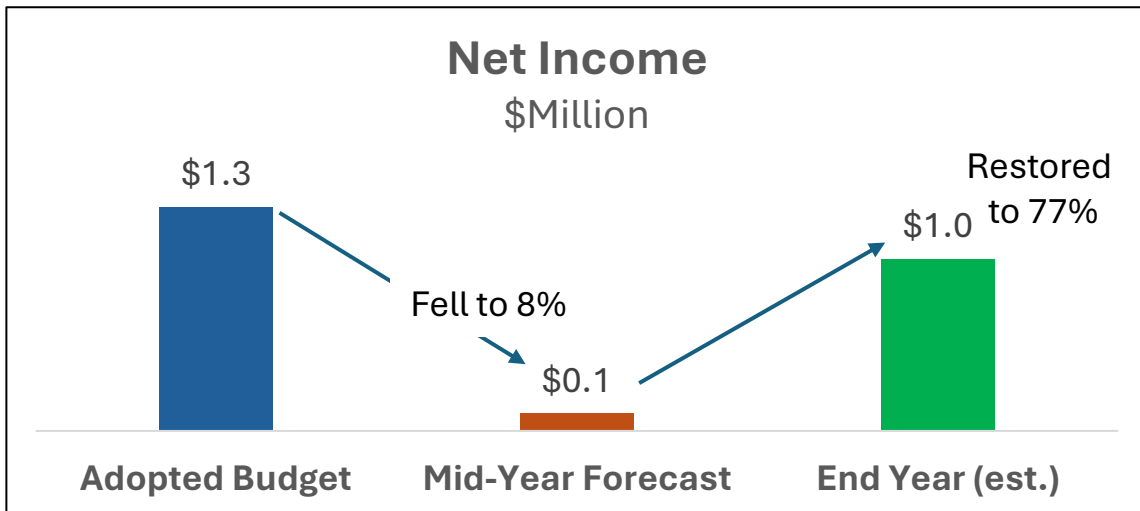 Net Income
$Million
$1.3
Restored
to 77%
$1.0
Fell to 8%
$0.1
Adopted Budget
Mid-Year Forecast
End Year (est.)